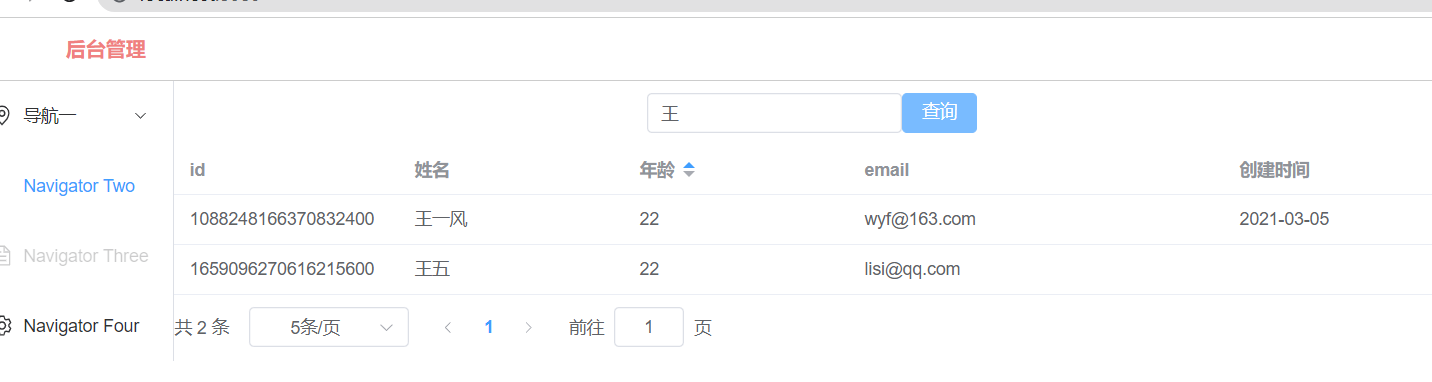 后台管理
导航一
王 查询
id 姓名 年龄 email 创建时间
Navigator Two
1088248166370832400 王一风 22 wyf@163.com 2021-03-05
Navigator Three
1659096270616215600 王五 22 lisi@qq.com
Navigator Four
共 2 条 5条/页 1 前往 1 页